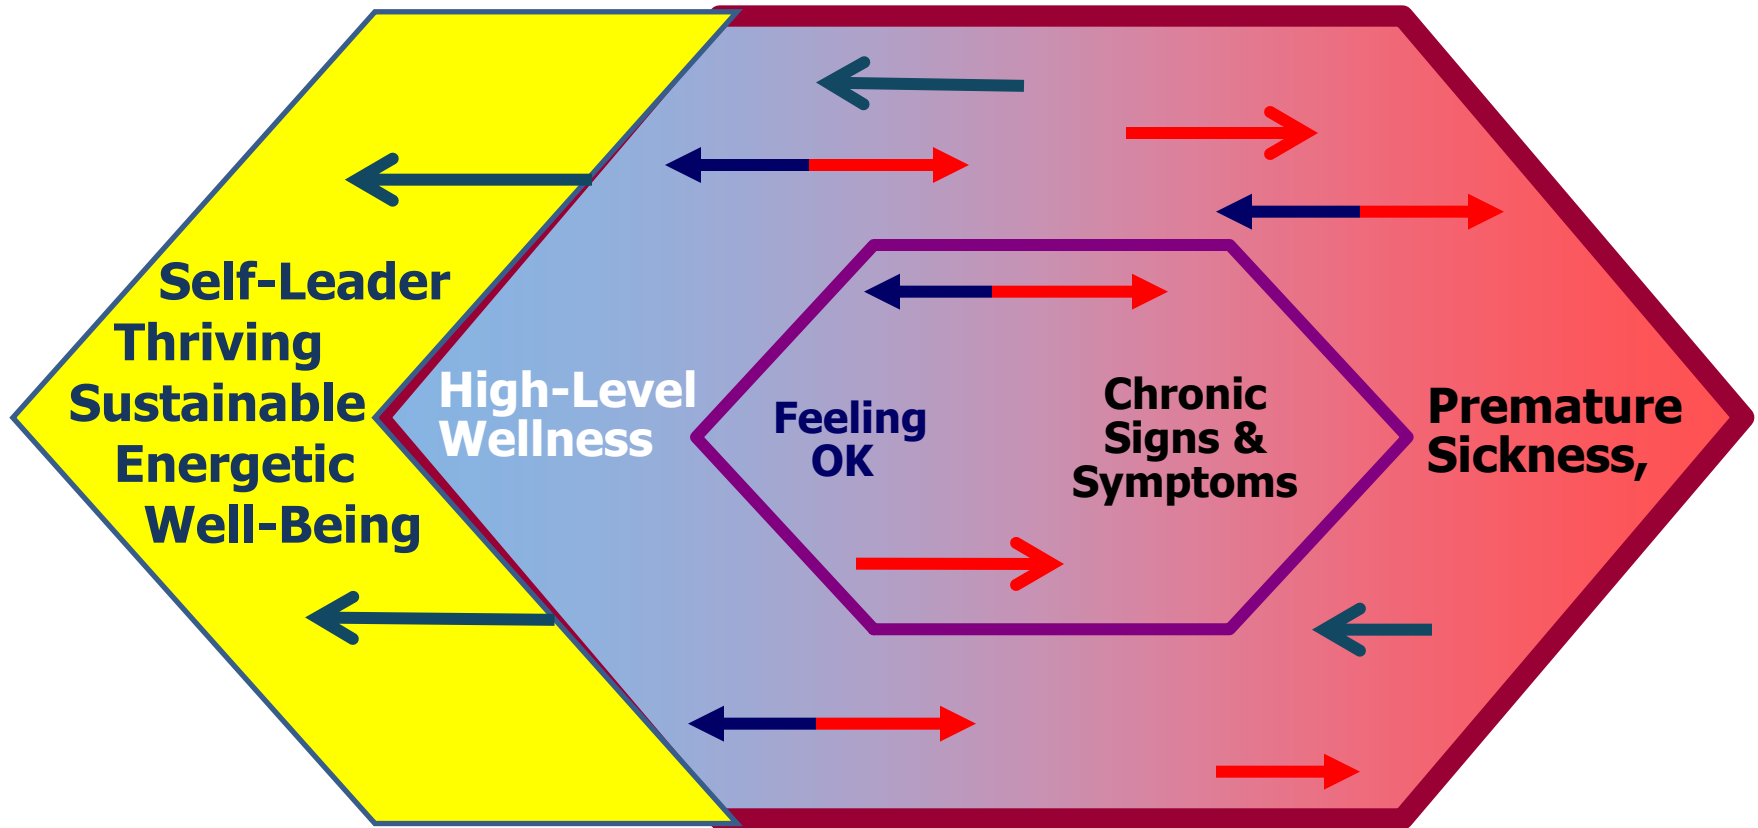 Self-Leader
Thriving
Sustainable
Energetic
Well-Being
High-Level
Wellness
Feeling
OK
Chronic
Signs &
Symptoms
Premature
Sickness,